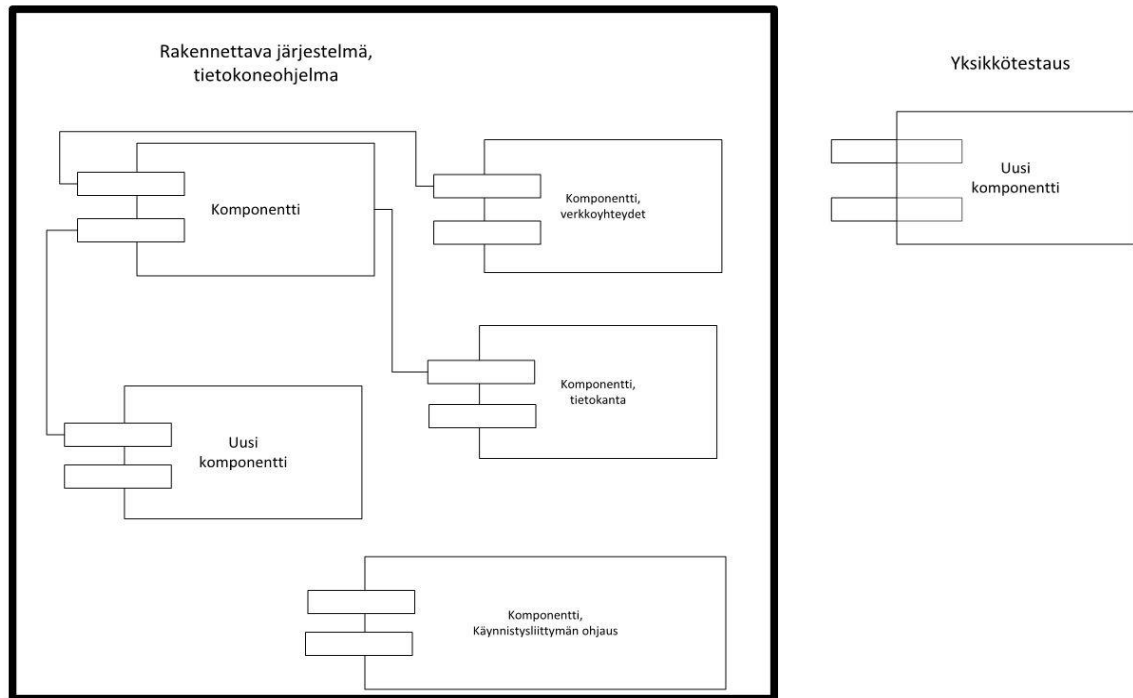 Rakennettava järjestelmä,
tietokoneohjelma
Yksikkötestaus
Komponentti
Komponentti,
verkkoyhteydet
Uusi
komponentti
Komponentti,
tietokanta
Uusi
komponentti
Komponentti,
Käynnistysliittymän ohjaus